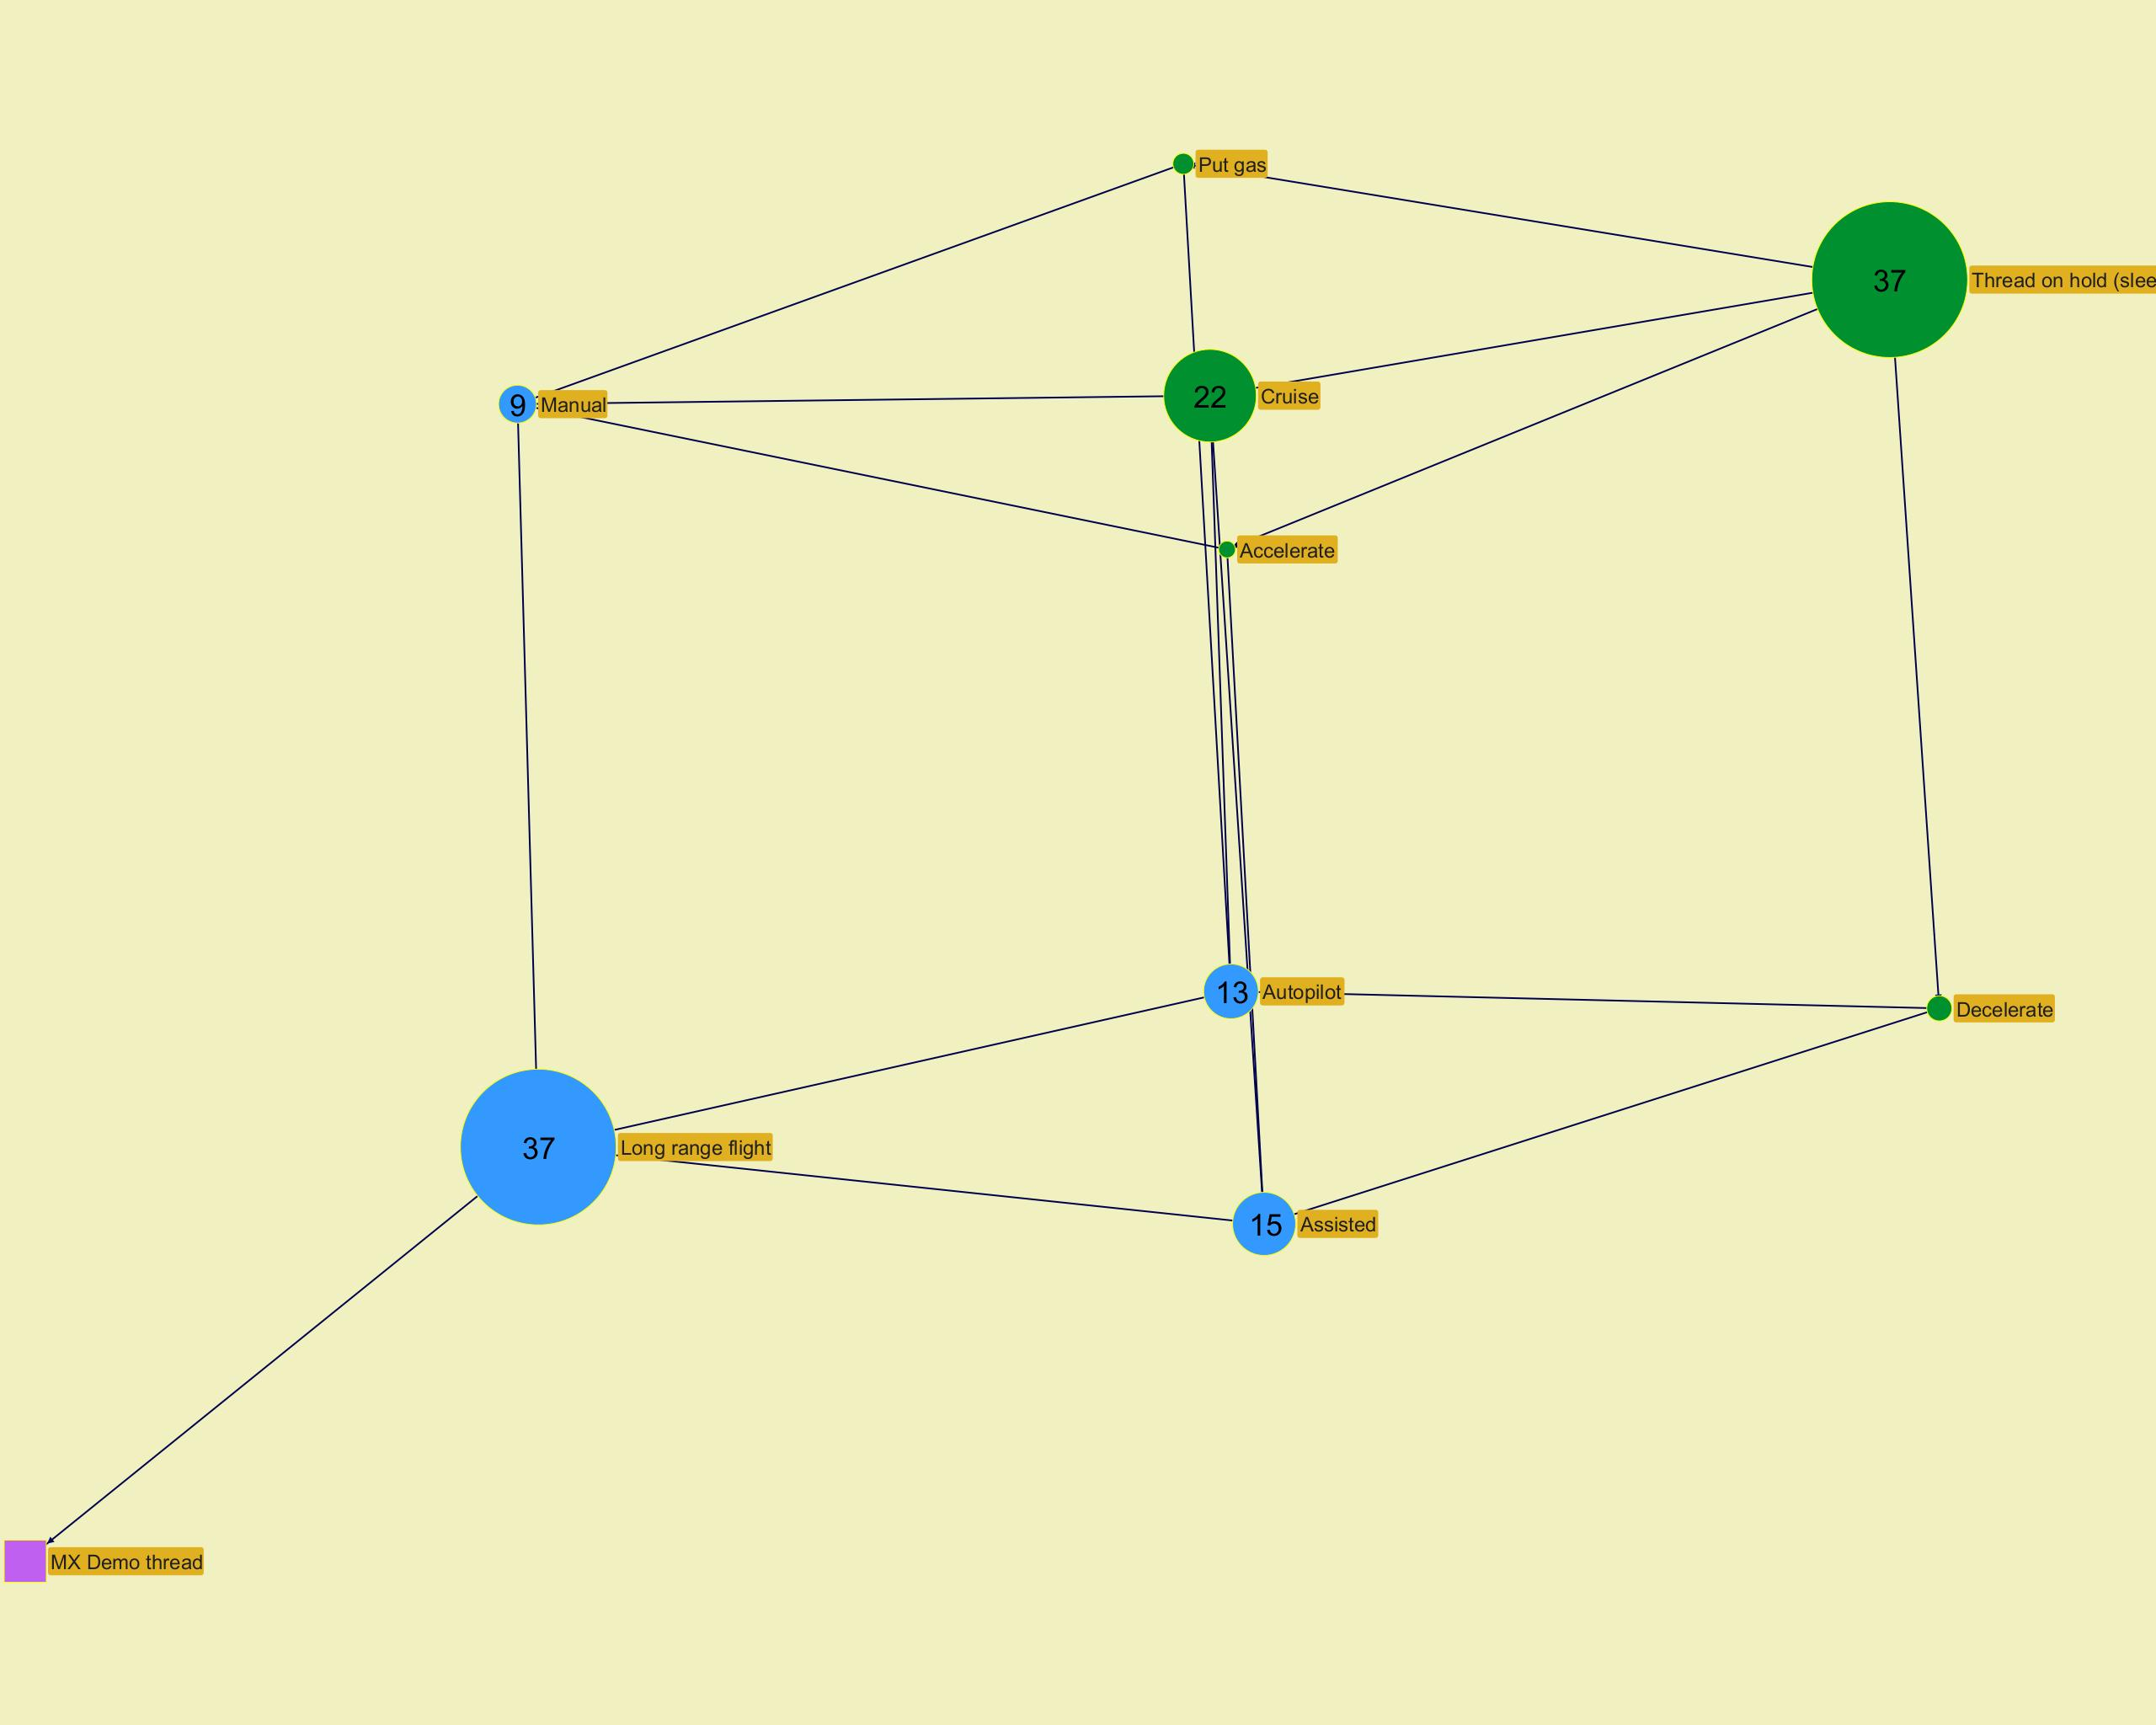 Put gas
37
Thread on hold (slee
22
Cruise
9
Manual
Accelerate
13
Autopilot
Decelerate
37
Long range flight
15
Assisted
MX Demo thread